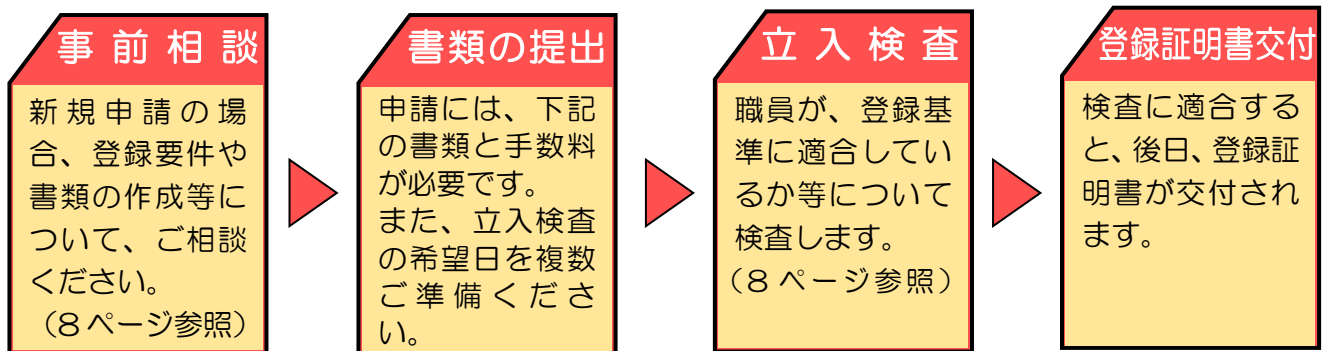 事前相談
新規申請の場
合、登録要件や
書類の作成等に
ついて、ご相談
ください。
（8ページ参照）
書類の提出
申請には、下記
の書類と手数料
が必要です。
また、立入検査
の希望日を複数
ご準備くださ
い。
立入検査
職員が、登録基
準に適合してい
るか等について
検査します。
（8ページ参照）
登録証明書交付
検査に適合する
と、後日、登録証
明書が交付され
ます。